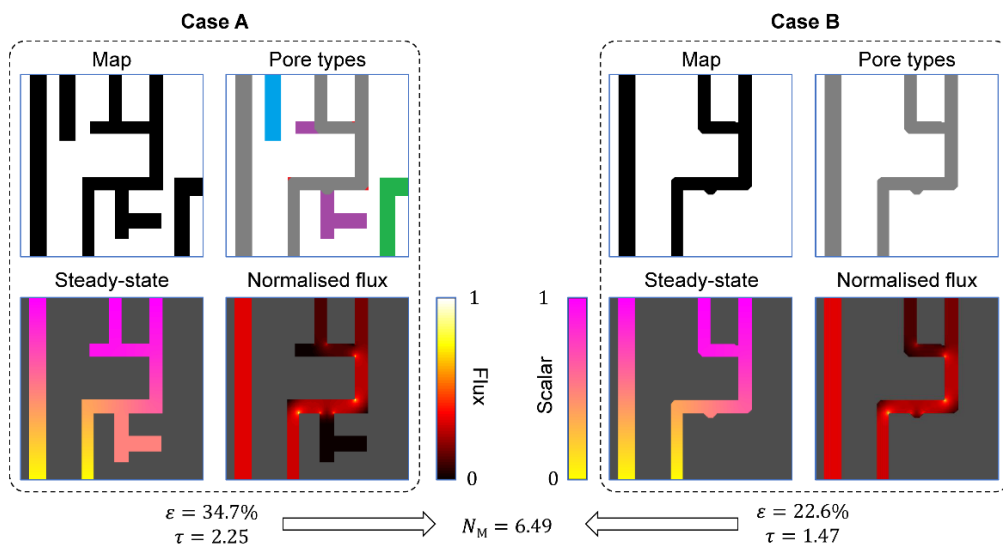 Case A
Case B
Map
Pore types
Map
Pore types
Steady-state
Normalised flux
Steady-state
Normalised flux
1
Flux
0
1
Scalar
0
ε = 34.7%
τ = 2.25
N_M = 6.49
ε = 22.6%
τ = 1.47